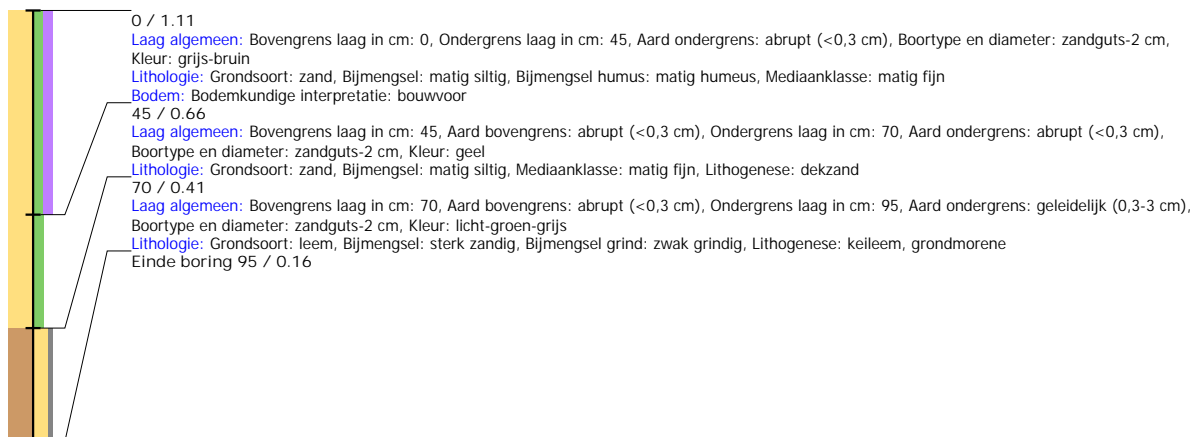 0 / 1.11
Laag algemeen: Bovengrens laag in cm: 0, Ondergrens laag in cm: 45, Aard ondergrens: abrupt (<0,3 cm), Boortype en diameter: zandguts-2 cm,
Kleur: grijs-bruin
Lithologie: Grondsoort: zand, Bijmengsel: matig siltig, Bijmengsel humus: matig humeus, Mediaanklasse: matig fijn
Bodem: Bodemkundige interpretatie: bouwvoor
45 / 0.66
Laag algemeen: Bovengrens laag in cm: 45, Aard bovengrens: abrupt (<0,3 cm), Ondergrens laag in cm: 70, Aard ondergrens: abrupt (<0,3 cm),
Boortype en diameter: zandguts-2 cm, Kleur: geel
Lithologie: Grondsoort: zand, Bijmengsel: matig siltig, Mediaanklasse: matig fijn, Lithogenese: dekzand
70 / 0.41
Laag algemeen: Bovengrens laag in cm: 70, Aard bovengrens: abrupt (<0,3 cm), Ondergrens laag in cm: 95, Aard ondergrens: geleidelijk (0,3-3 cm),
Boortype en diameter: zandguts-2 cm, Kleur: licht-groen-grijs
Lithologie: Grondsoort: leem, Bijmengsel: sterk zandig, Bijmengsel grind: zwak grindig, Lithogenese: keileem, grondmorene
Einde boring 95 / 0.16